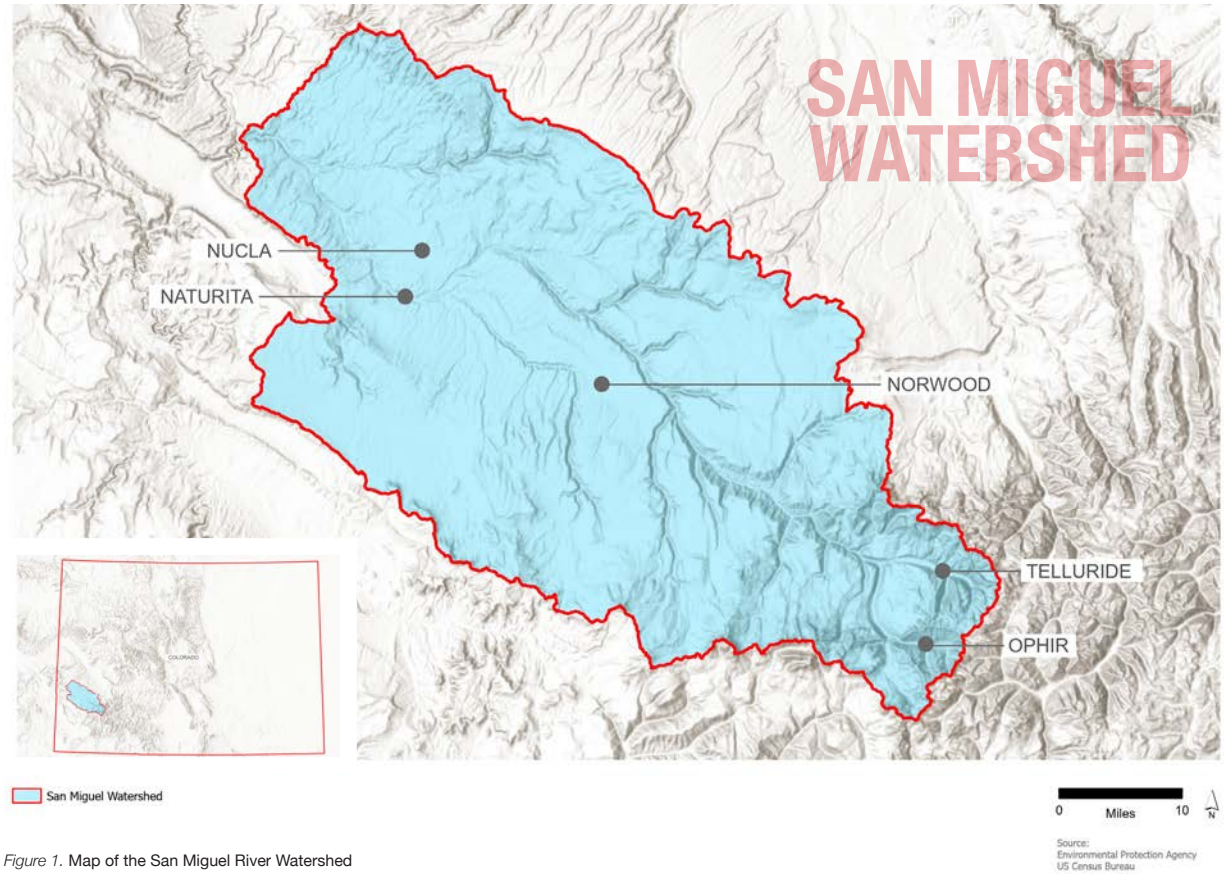 SAN MIGUEL
WATERSHED
NUCLA
NATURITA
NORWOOD
TELLURIDE
OPHIR
COLORADO
San Miguel Watershed
0 Miles 10
N
Source:
Environmental Protection Agency
US Census Bureau
Figure 1. Map of the San Miguel River Watershed